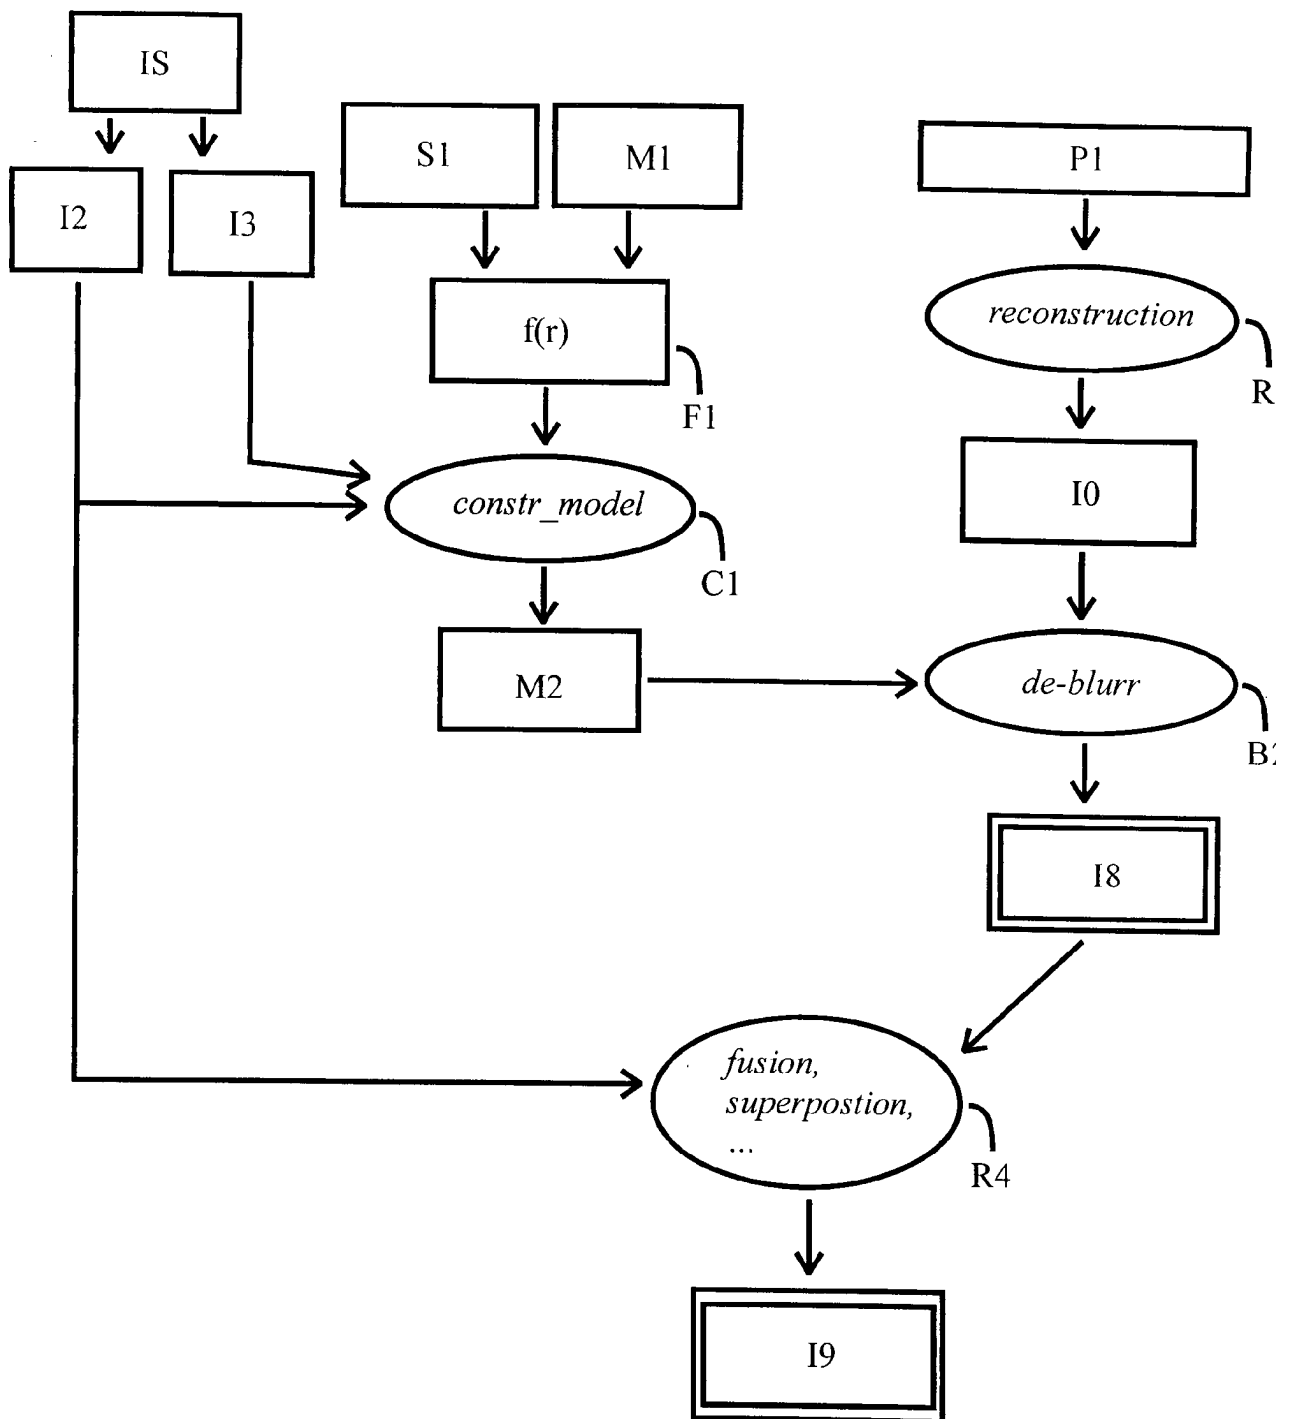 IS
S1
M1
P1
I2
I3
f(r)
reconstruction
F1
R
constr_model
I0
C1
M2
de-blurr
I8
fusion,
superpostion,
...
R4
I9